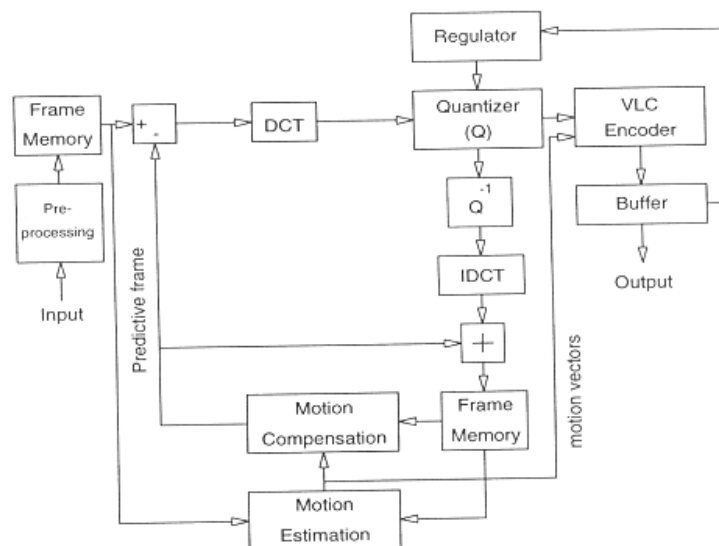 Regulator
Frame
Memory
+
-
DCT
Quantizer
(Q)
VLC
Encoder
Pre-
processing
Q-1
Buffer
Input
Predictive frame
IDCT
Output
+
motion vectors
Motion
Compensation
Frame
Memory
Motion
Estimation